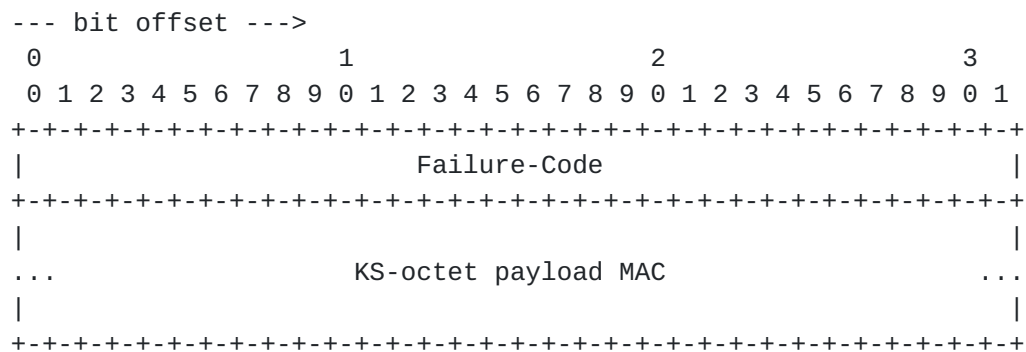 --- bit offset --->
 0                   1                   2                   3
 0 1 2 3 4 5 6 7 8 9 0 1 2 3 4 5 6 7 8 9 0 1 2 3 4 5 6 7 8 9 0 1
+-+-+-+-+-+-+-+-+-+-+-+-+-+-+-+-+-+-+-+-+-+-+-+-+-+-+-+-+-+-+-+-+
|                         Failure-Code                          |
+-+-+-+-+-+-+-+-+-+-+-+-+-+-+-+-+-+-+-+-+-+-+-+-+-+-+-+-+-+-+-+-+
|                                                               |
...                   KS-octet payload MAC                    ...
|                                                               |
+-+-+-+-+-+-+-+-+-+-+-+-+-+-+-+-+-+-+-+-+-+-+-+-+-+-+-+-+-+-+-+-+